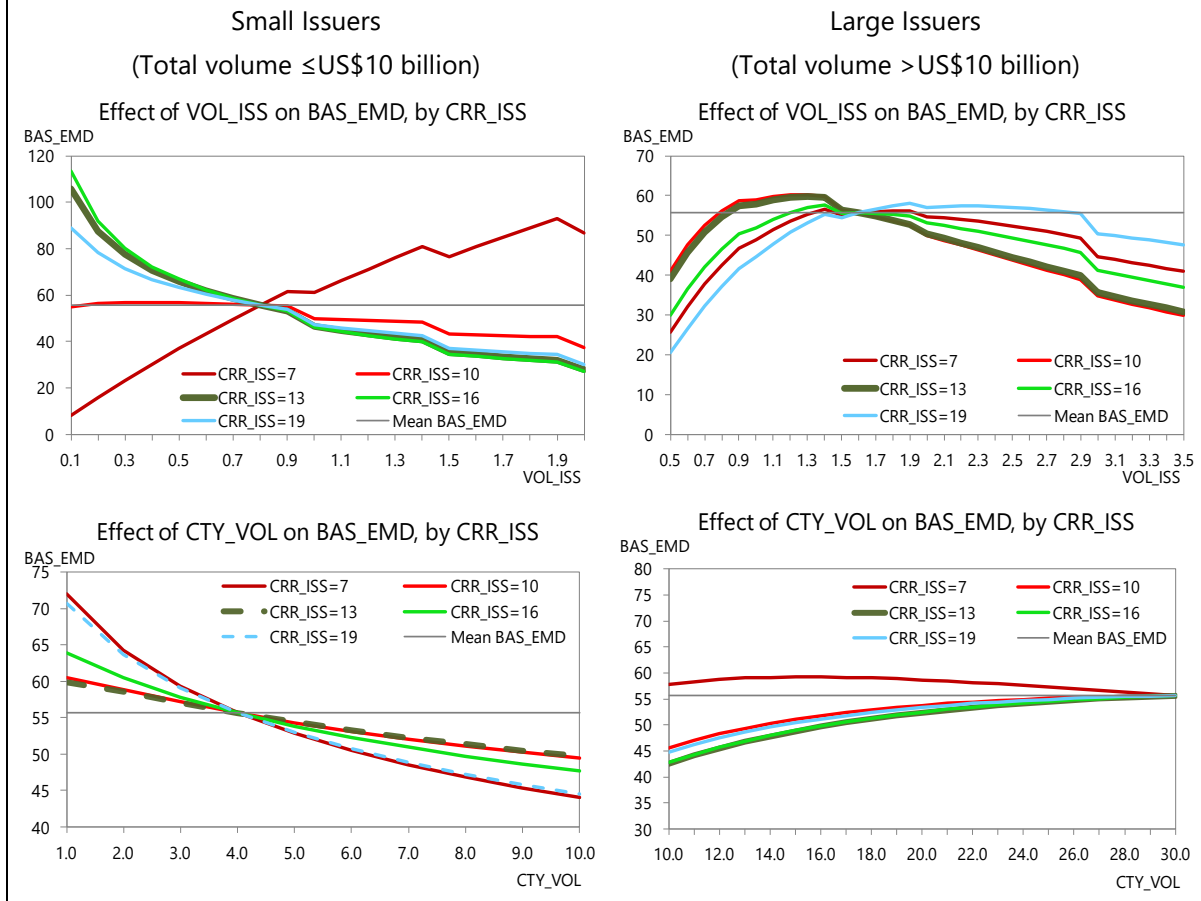 Small Issuers
(Total volume ≤US$10 billion)
Effect of VOL_ISS on BAS_EMD, by CRR_ISS
BAS_EMD
120
100
80
60
40
20
0
CRR_ISS=7
CRR_ISS=10
CRR_ISS=13
CRR_ISS=16
CRR_ISS=19
Mean BAS_EMD
0.1 0.3 0.5 0.7 0.9 1.1 1.3 1.5 1.7 1.9
VOL_ISS
Large Issuers
(Total volume >US$10 billion)
Effect of VOL_ISS on BAS_EMD, by CRR_ISS
BAS_EMD
70
60
50
40
30
20
10
0
CRR_ISS=7
CRR_ISS=10
CRR_ISS=13
CRR_ISS=16
CRR_ISS=19
Mean BAS_EMD
0.5 0.7 0.9 1.1 1.3 1.5 1.7 1.9 2.1 2.3 2.5 2.7 2.9 3.1 3.3 3.5
VOL_ISS
Effect of CTY_VOL on BAS_EMD, by CRR_ISS
BAS_EMD
75
70
65
60
55
50
45
40
CRR_ISS=7
CRR_ISS=10
CRR_ISS=13
CRR_ISS=16
CRR_ISS=19
Mean BAS_EMD
1.0 2.0 3.0 4.0 5.0 6.0 7.0 8.0 9.0 10.0
CTY_VOL
Effect of CTY_VOL on BAS_EMD, by CRR_ISS
BAS_EMD
80
75
70
65
60
55
50
45
40
35
30
CRR_ISS=7
CRR_ISS=10
CRR_ISS=13
CRR_ISS=16
CRR_ISS=19
Mean BAS_EMD
10.0 12.0 14.0 16.0 18.0 20.0 22.0 24.0 26.0 28.0 30.0
CTY_VOL